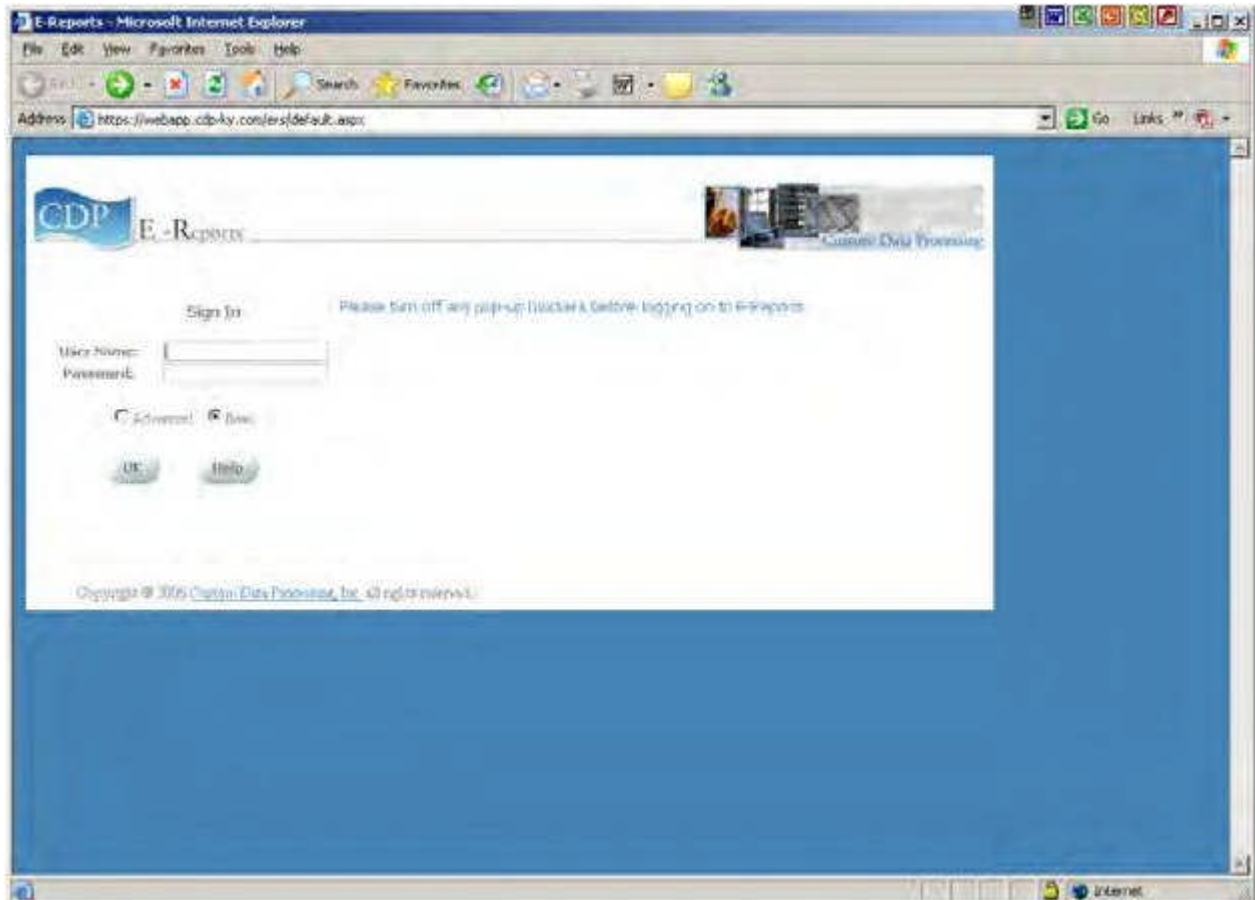 E-Reports - Microsoft Internet Explorer
File Edit View Favorites Tools Help
Search Favorites
Address https://webapp.cdp-ky.com/ers/default.aspx Go Links »
CDP E-Reports
Custom Data Processing
Sign In
Please turn off any pop-up blockers before logging on to E-Reports
User Name:
Password:
Advanced Basic
OK Help
Copyright © 2006 Custom Data Processing, Inc. All rights reserved.
Internet